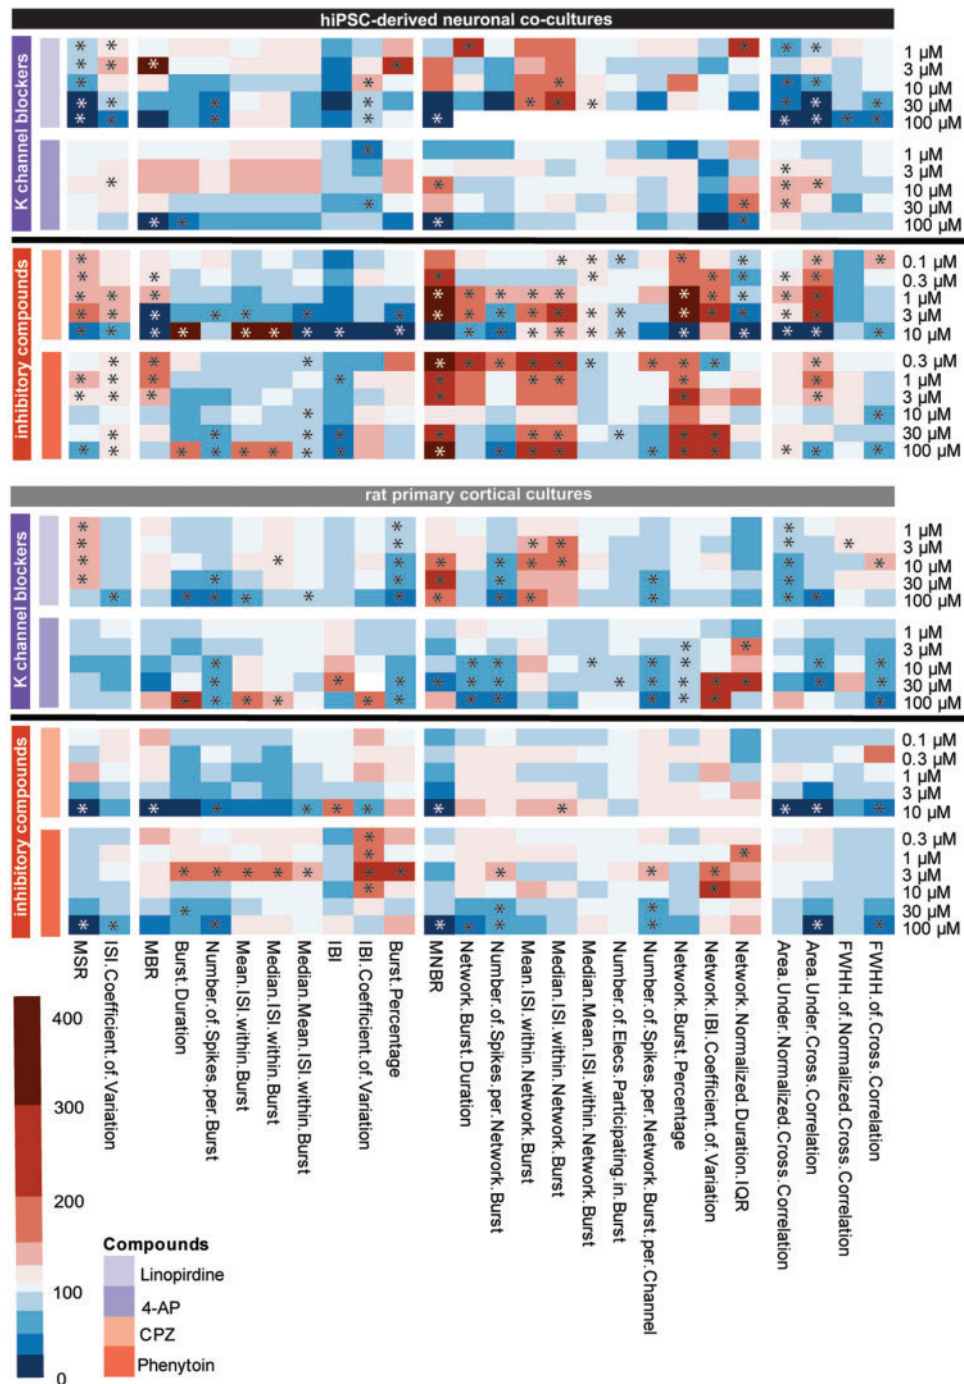 hiPSC-derived neuronal co-cultures
K channel blockers
1 µM
3 µM
10 µM
30 µM
100 µM
1 µM
3 µM
10 µM
30 µM
100 µM
inhibitory compounds
0.1 µM
0.3 µM
1 µM
3 µM
10 µM
0.3 µM
1 µM
3 µM
10 µM
30 µM
100 µM
rat primary cortical cultures
K channel blockers
1 µM
3 µM
10 µM
30 µM
100 µM
1 µM
3 µM
10 µM
30 µM
100 µM
inhibitory compounds
0.1 µM
0.3 µM
1 µM
3 µM
10 µM
0.3 µM
1 µM
3 µM
10 µM
30 µM
100 µM
MSR
ISI.Coefficient.of.Variation
MBR
Burst.Duration
Number.of.Spikes.per.Burst
Mean.ISI.within.Burst
Median.ISI.within.Burst
Median.Mean.ISI.within.Burst
IBI
IBI.Coefficient.of.Variation
Burst.Percentage
MNBR
Network.Burst.Duration
Number.of.Spikes.per.Network.Burst
Mean.ISI.within.Network.Burst
Median.ISI.within.Network.Burst
Median.Mean.ISI.within.Network.Burst
Number.of.Elecs.Participating.in.Burst
Number.of.Spikes.per.Network.Burst.per.Channel
Network.Burst.Percentage
Network.IBI.Coefficient.of.Variation
Network.Normalized.Duration.IQR
Area.Under.Normalized.Cross.Correlation
Area.Under.Cross.Correlation
FWHH.of.Normalized.Cross.Correlation
FWHH.of.Cross.Correlation
400
300
200
100
0
Compounds
Linopirdine
4-AP
CPZ
Phenytoin